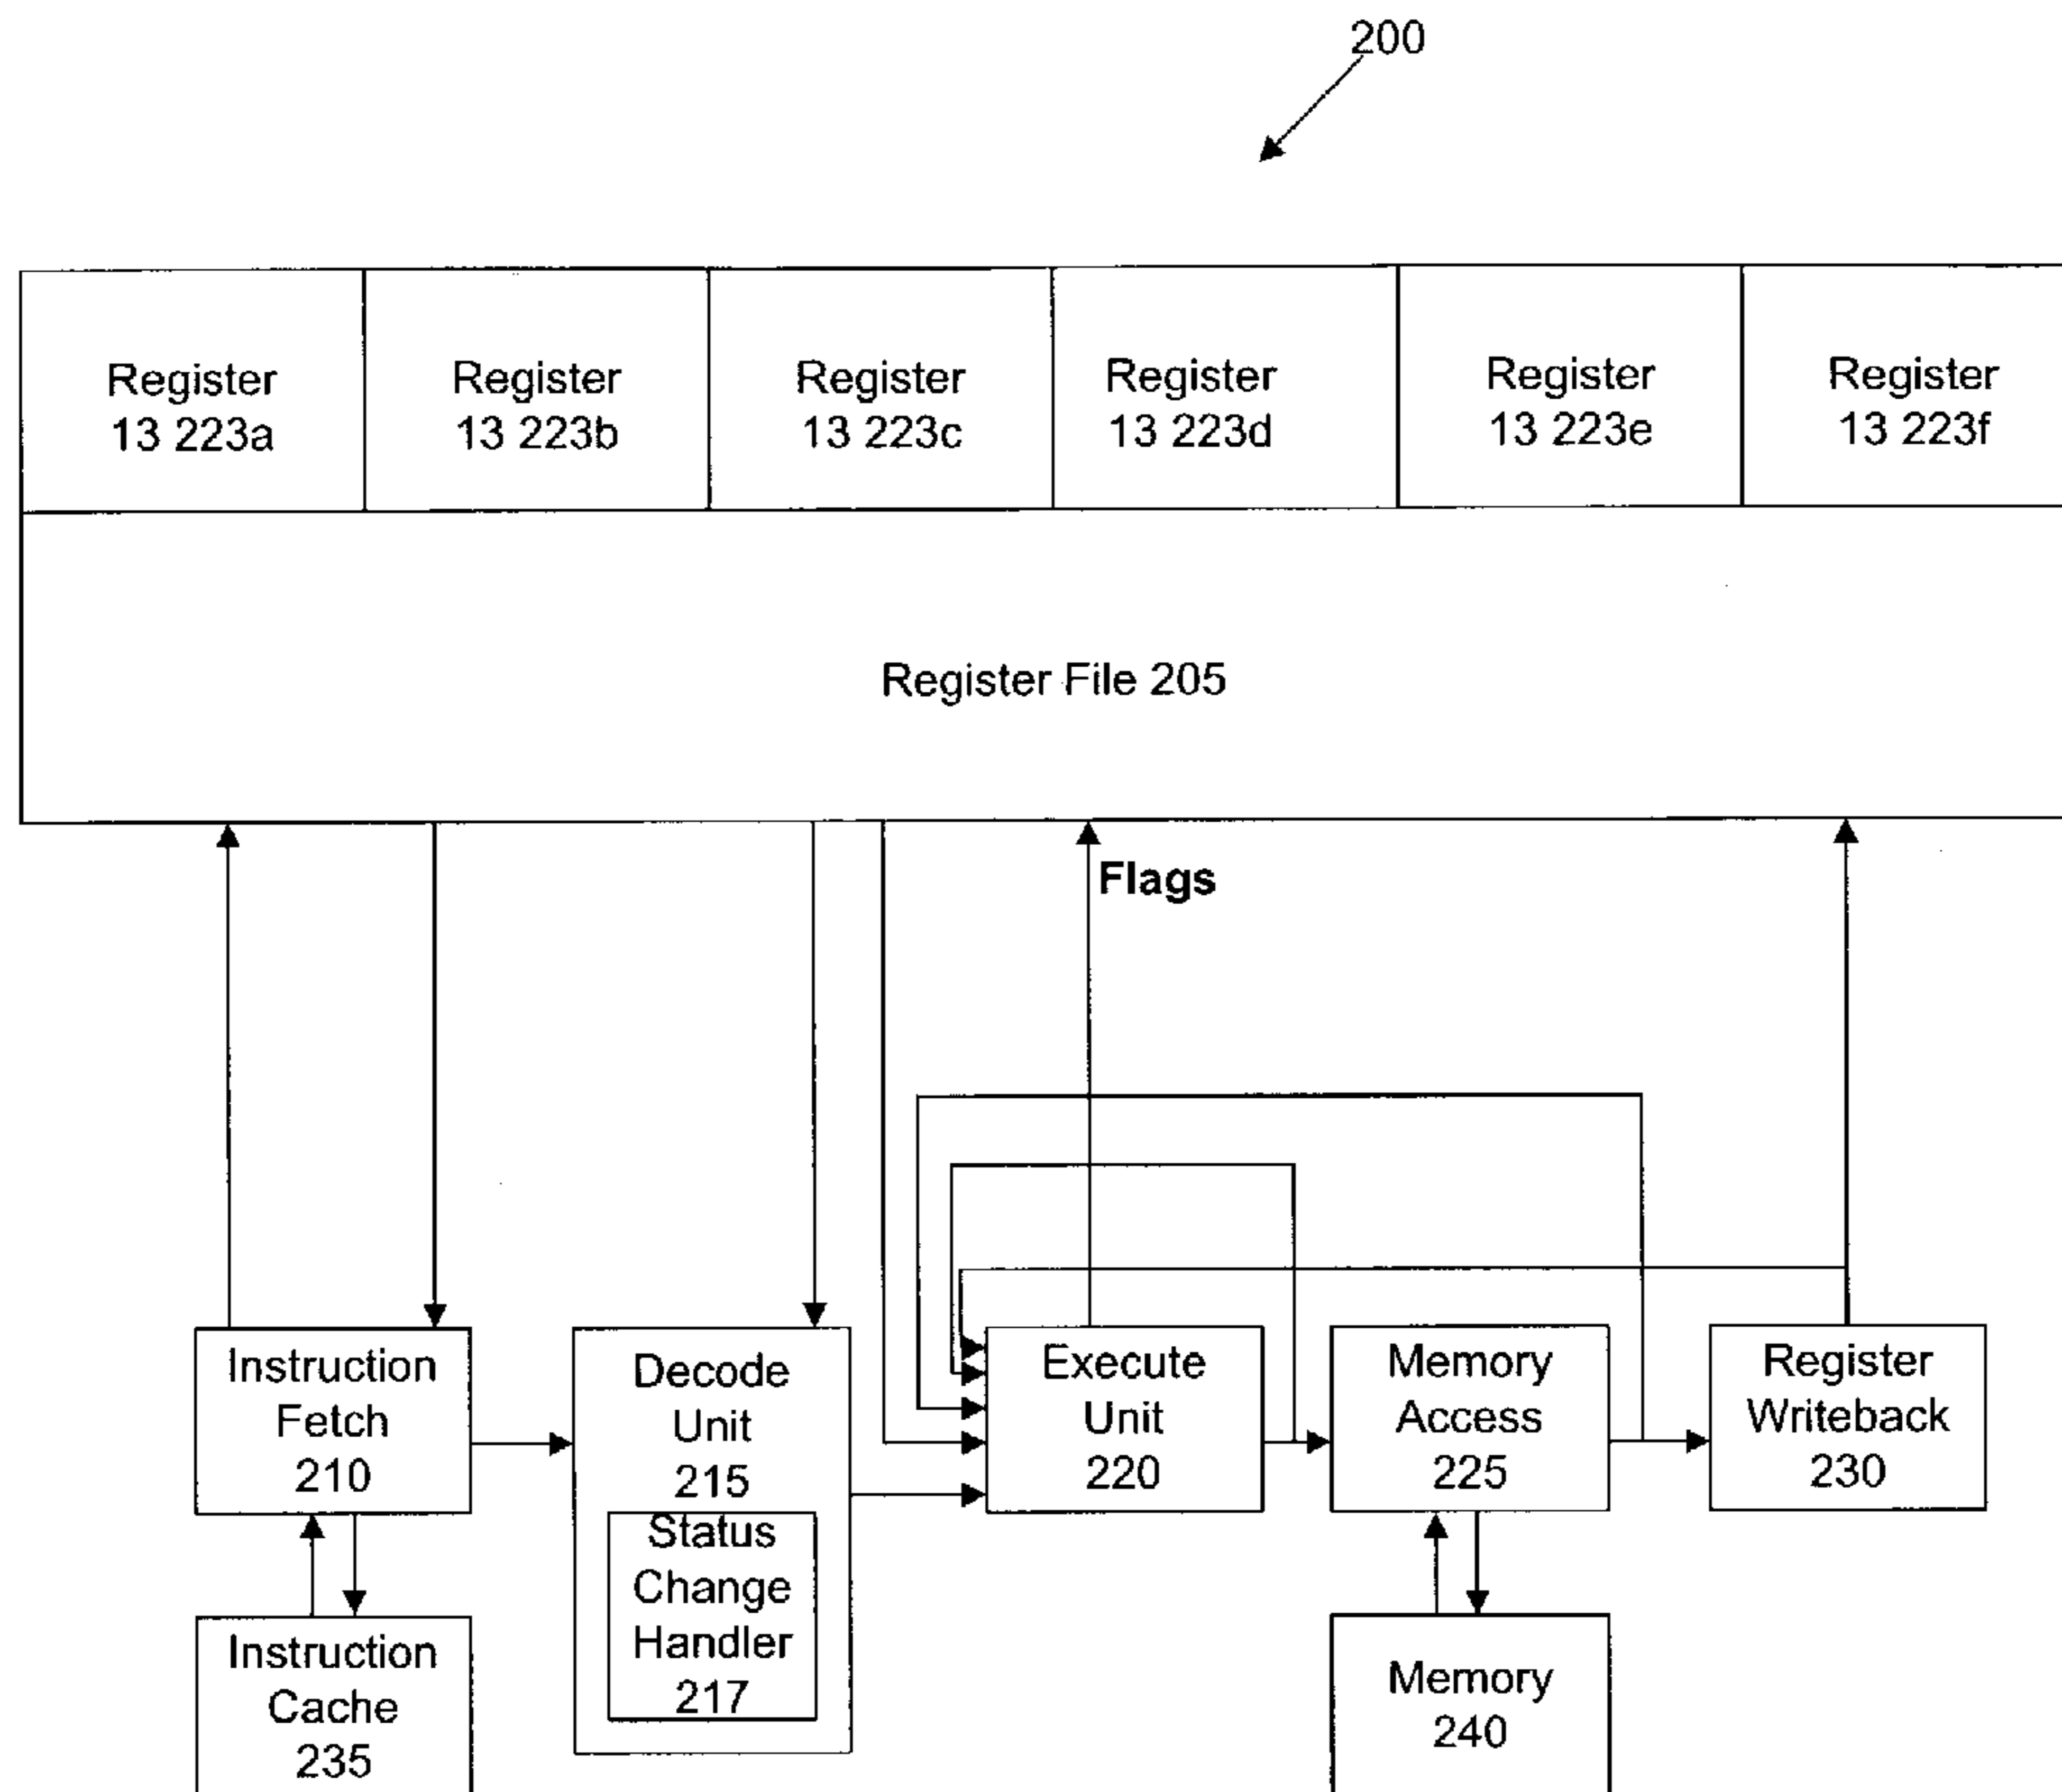 200
Register
13 223a
Register
13 223b
Register
13 223c
Register
13 223d
Register
13 223e
Register
13 223f
Register File 205
Flags
Instruction
Fetch
210
Decode
Unit
215
Status
Change
Handler
217
Execute
Unit
220
Memory
Access
225
Register
Writeback
230
Instruction
Cache
235
Memory
240